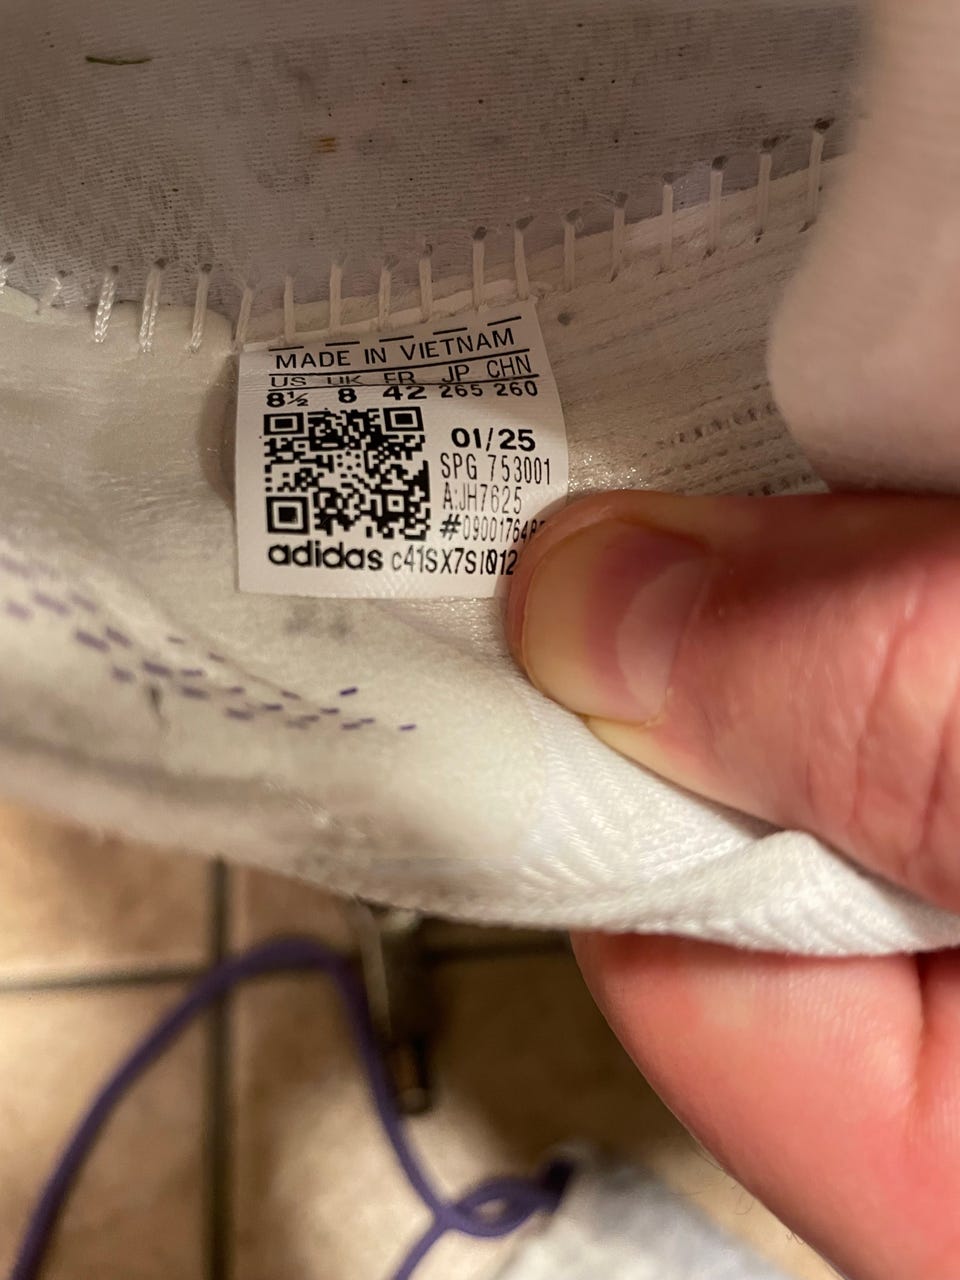 MADE IN VIETNAM
US UK FR JP CHN
8½ 8 42 265 260
01/25
SPG 753001
A:JH7625
adidas